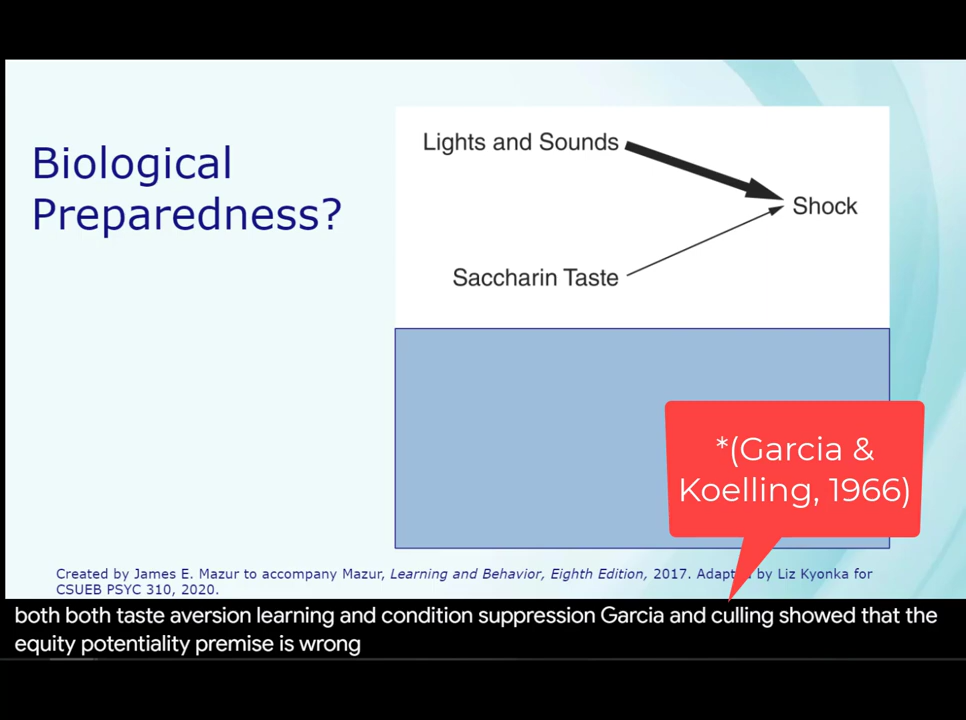 Biological
Preparedness?
Lights and Sounds
Shock
Saccharin Taste
*(Garcia &
Koelling, 1966)
Created by James E. Mazur to accompany Mazur, Learning and Behavior, Eighth Edition, 2017. Adapted by Liz Kyonka for
CSUEB PSYC 310, 2020.
both both taste aversion learning and condition suppression Garcia and culling showed that the
equity potentiality premise is wrong